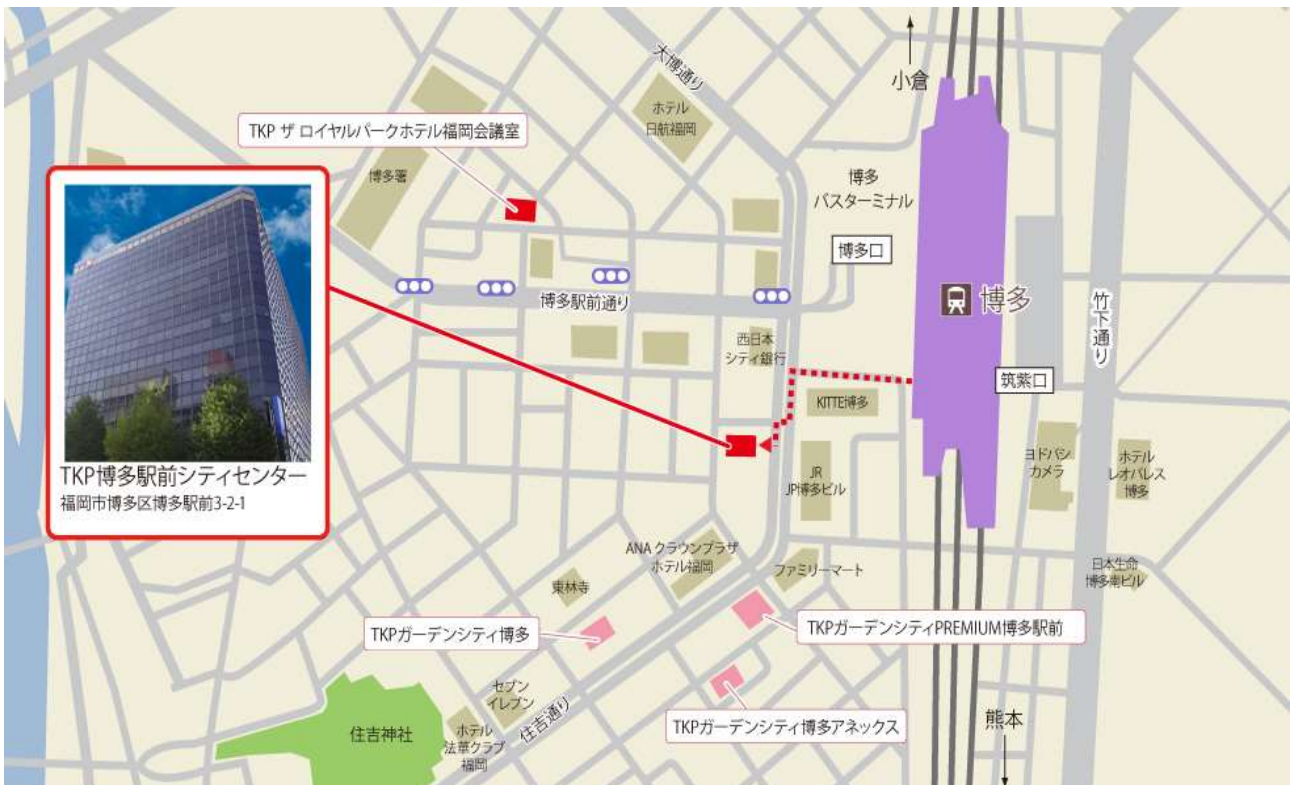 小倉
大博通り
ホテル
日航福岡
TKP ザ ロイヤルパークホテル福岡会議室
博多署
博多
バスターミナル
博多口
博多駅前通り
博多
竹下通り
西日本
シティ銀行
筑紫口
KITTE博多
TKP博多駅前シティセンター
福岡市博多区博多駅前3-2-1
JR
JP博多ビル
ヨドバシ
カメラ
ホテル
レオパレス
博多
ANA クラウンプラザ
ホテル福岡
ファミリーマート
日本生命
博多南ビル
東林寺
TKPガーデンシティ博多
TKPガーデンシティPREMIUM博多駅前
セブン
イレブン
住吉通り
TKPガーデンシティ博多アネックス
住吉神社
ホテル
法華クラブ
福岡
熊本